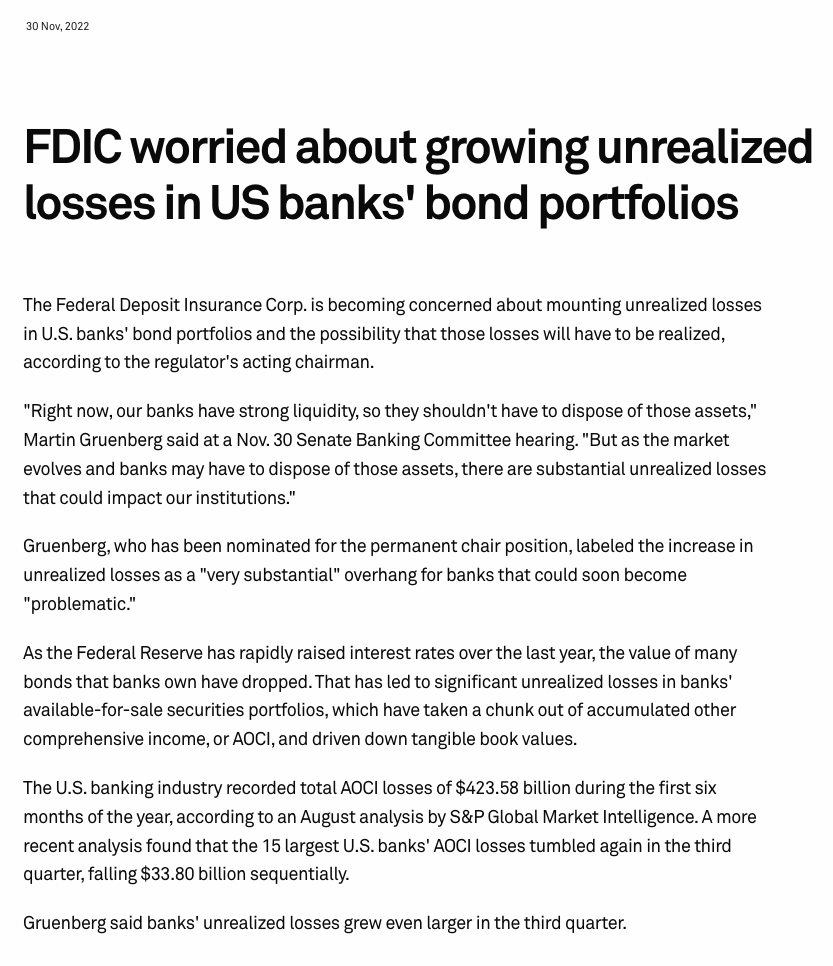 30 Nov, 2022
FDIC worried about growing unrealized
losses in US banks' bond portfolios
The Federal Deposit Insurance Corp. is becoming concerned about mounting unrealized losses
in U.S. banks' bond portfolios and the possibility that those losses will have to be realized,
according to the regulator's acting chairman.
"Right now, our banks have strong liquidity, so they shouldn't have to dispose of those assets,"
Martin Gruenberg said at a Nov. 30 Senate Banking Committee hearing. "But as the market
evolves and banks may have to dispose of those assets, there are substantial unrealized losses
that could impact our institutions."
Gruenberg, who has been nominated for the permanent chair position, labeled the increase in
unrealized losses as a "very substantial" overhang for banks that could soon become
"problematic."
As the Federal Reserve has rapidly raised interest rates over the last year, the value of many
bonds that banks own have dropped. That has led to significant unrealized losses in banks'
available-for-sale securities portfolios, which have taken a chunk out of accumulated other
comprehensive income, or AOCI, and driven down tangible book values.
The U.S. banking industry recorded total AOCI losses of $423.58 billion during the first six
months of the year, according to an August analysis by S&P Global Market Intelligence. A more
recent analysis found that the 15 largest U.S. banks' AOCI losses tumbled again in the third
quarter, falling $33.80 billion sequentially.
Gruenberg said banks' unrealized losses grew even larger in the third quarter.